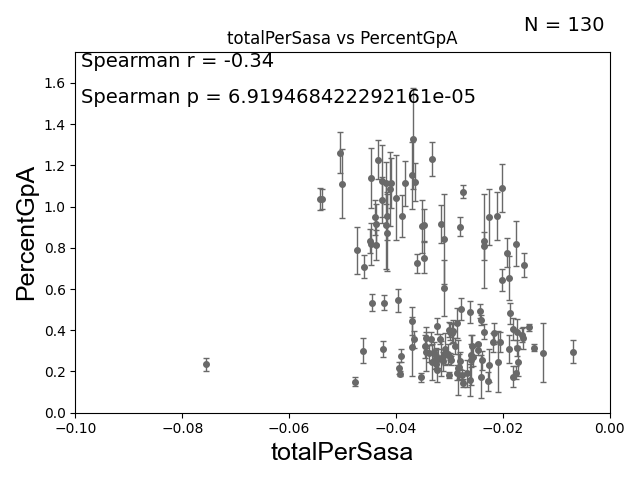 N = 130
totalPerSasa vs PercentGpA
Spearman r = -0.34
Spearman p = 6.919468422292161e-05
PercentGpA
1.6
1.4
1.2
1.0
0.8
0.6
0.4
0.2
0.0
−0.10 −0.08 −0.06 −0.04 −0.02 0.00
totalPerSasa